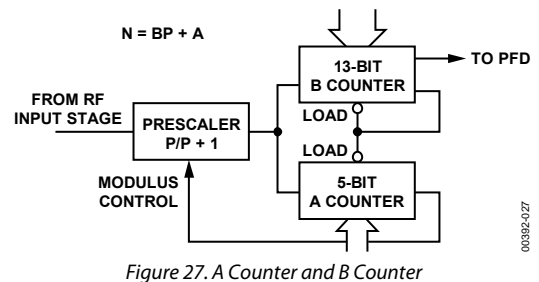 N = BP + A
13-BIT
B COUNTER
TO PFD
FROM RF
INPUT STAGE
PRESCALER
P/P + 1
LOAD
LOAD
MODULUS
CONTROL
5-BIT
A COUNTER
00392-027
Figure 27. A Counter and B Counter